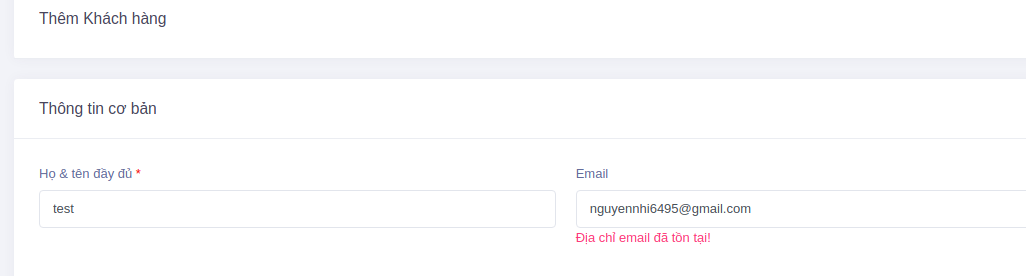 Thêm Khách hàng
Thông tin cơ bản
Họ & tên đầy đủ *
Email
test
nguyennhi6495@gmail.com
Địa chỉ email đã tồn tại!